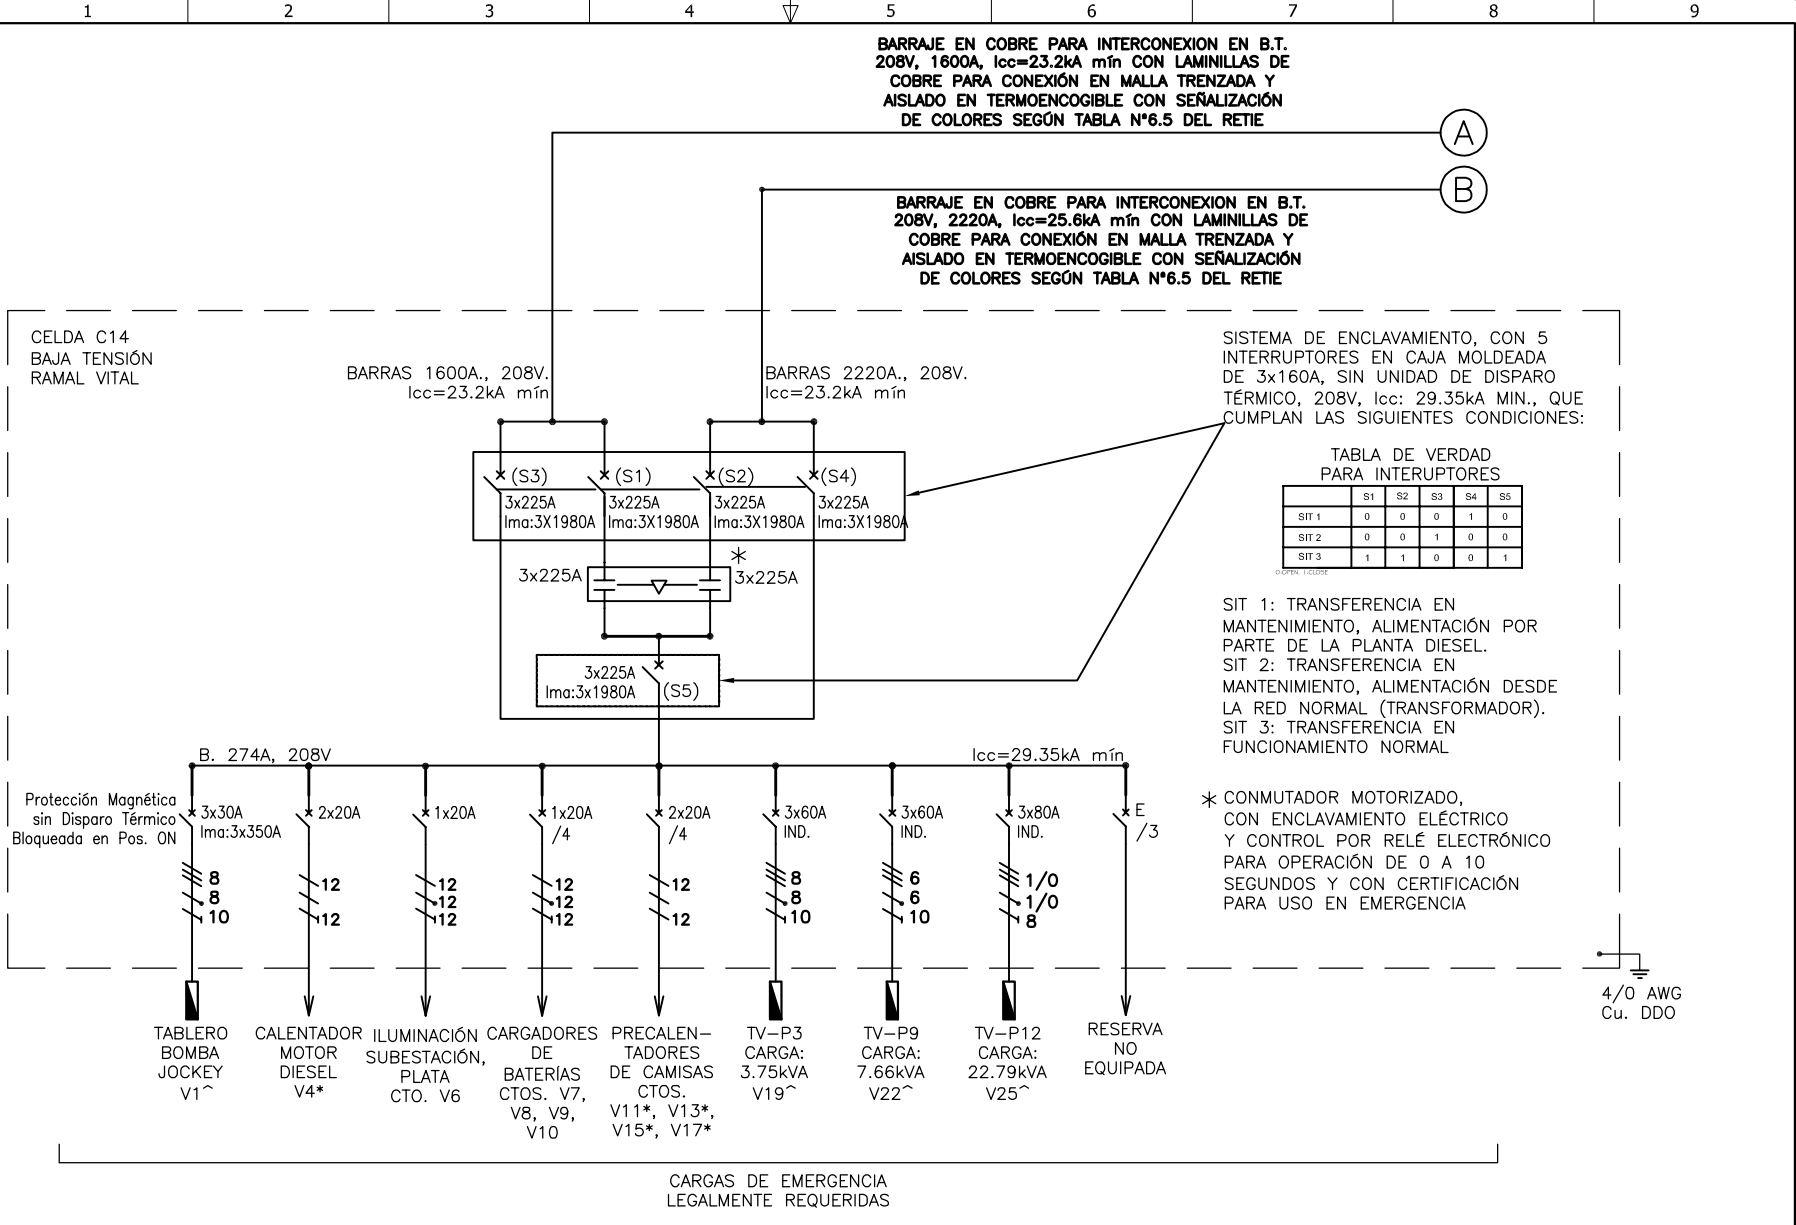 1 2 3 4 5 6 7 8 9
BARRAJE EN COBRE PARA INTERCONEXION EN B.T.
208V, 1600A, Icc=23.2kA mín CON LAMINILLAS DE
COBRE PARA CONEXIÓN EN MALLA TRENZADA Y
AISLADO EN TERMOENCOGIBLE CON SEÑALIZACIÓN
DE COLORES SEGÚN TABLA N°6.5 DEL RETIE
A
B
BARRAJE EN COBRE PARA INTERCONEXION EN B.T.
208V, 2220A, Icc=25.6kA mín CON LAMINILLAS DE
COBRE PARA CONEXIÓN EN MALLA TRENZADA Y
AISLADO EN TERMOENCOGIBLE CON SEÑALIZACIÓN
DE COLORES SEGÚN TABLA N°6.5 DEL RETIE
CELDA C14
BAJA TENSIÓN
RAMAL VITAL
BARRAS 1600A., 208V.
Icc=23.2kA mín
BARRAS 2220A., 208V.
Icc=23.2kA mín
SISTEMA DE ENCLAVAMIENTO, CON 5
INTERRUPTORES EN CAJA MOLDEADA
DE 3x160A, SIN UNIDAD DE DISPARO
TÉRMICO, 208V, Icc: 29.35kA MIN., QUE
CUMPLAN LAS SIGUIENTES CONDICIONES:
(S3) (S1) (S2) (S4)
3x225A 3x225A 3x225A 3x225A
Ima:3X1980A Ima:3X1980A Ima:3X1980A Ima:3X1980A
TABLA DE VERDAD
PARA INTERUPTORES
S1 S2 S3 S4 S5
SIT 1 0 0 0 1 0
SIT 2 0 0 1 0 0
SIT 3 1 1 0 0 1
0:OPEN, 1:CLOSE
*
3x225A 3x225A
3x225A
Ima:3x1980A (S5)
SIT 1: TRANSFERENCIA EN
MANTENIMIENTO, ALIMENTACIÓN POR
PARTE DE LA PLANTA DIESEL.
SIT 2: TRANSFERENCIA EN
MANTENIMIENTO, ALIMENTACIÓN DESDE
LA RED NORMAL (TRANSFORMADOR).
SIT 3: TRANSFERENCIA EN
FUNCIONAMIENTO NORMAL
B. 274A, 208V
Icc=29.35kA mín
Protección Magnética
sin Disparo Térmico
Bloqueada en Pos. ON
3x30A
Ima:3x350A
2x20A
1x20A
1x20A
/4
2x20A
/4
3x60A
IND.
3x60A
IND.
3x80A
IND.
E
/3
* CONMUTADOR MOTORIZADO,
CON ENCLAVAMIENTO ELÉCTRICO
Y CONTROL POR RELÉ ELECTRÓNICO
PARA OPERACIÓN DE 0 A 10
SEGUNDOS Y CON CERTIFICACIÓN
PARA USO EN EMERGENCIA
8
8
10
12
12
12
12
12
12
12
12
12
12
8
8
10
6
6
10
1/0
1/0
8
4/0 AWG
Cu. DDO
TABLERO
BOMBA
JOCKEY
V1^
CALENTADOR
MOTOR
DIESEL
V4*
ILUMINACIÓN
SUBESTACIÓN,
PLATA
CTO. V6
CARGADORES
DE
BATERÍAS
CTOS. V7,
V8, V9,
V10
PRECALEN-
TADORES
DE CAMISAS
CTOS.
V11*, V13*,
V15*, V17*
TV-P3
CARGA:
3.75kVA
V19^
TV-P9
CARGA:
7.66kVA
V22^
TV-P12
CARGA:
22.79kVA
V25^
RESERVA
NO
EQUIPADA
CARGAS DE EMERGENCIA
LEGALMENTE REQUERIDAS